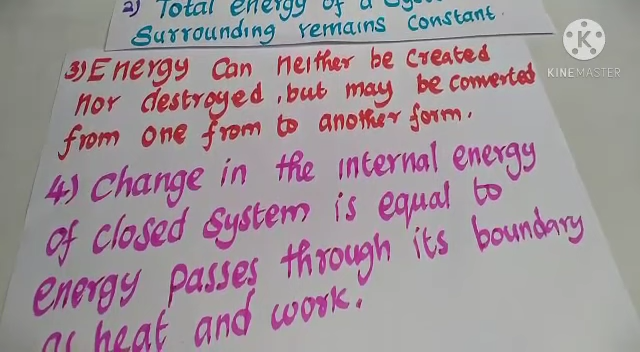 2) Total energy of a Syste
Surrounding remains constant.
3) Energy can neither be created
nor destroyed, but may be converted
from one from to another form.
4) Change in the internal energy
of closed system is equal to
energy passes through its boundary
as heat and work.
KINEMASTER